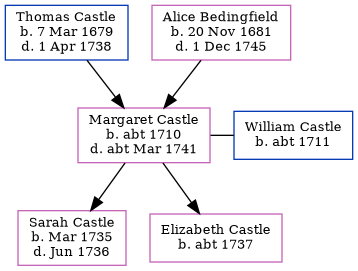 Thomas Castle
b. 7 Mar 1679
d. 1 Apr 1738
Alice Bedingfield
b. 20 Nov 1681
d. 1 Dec 1745
Margaret Castle
b. abt 1710
d. abt Mar 1741
William Castle
b. abt 1711
Sarah Castle
b. Mar 1735
d. Jun 1736
Elizabeth Castle
b. abt 1737